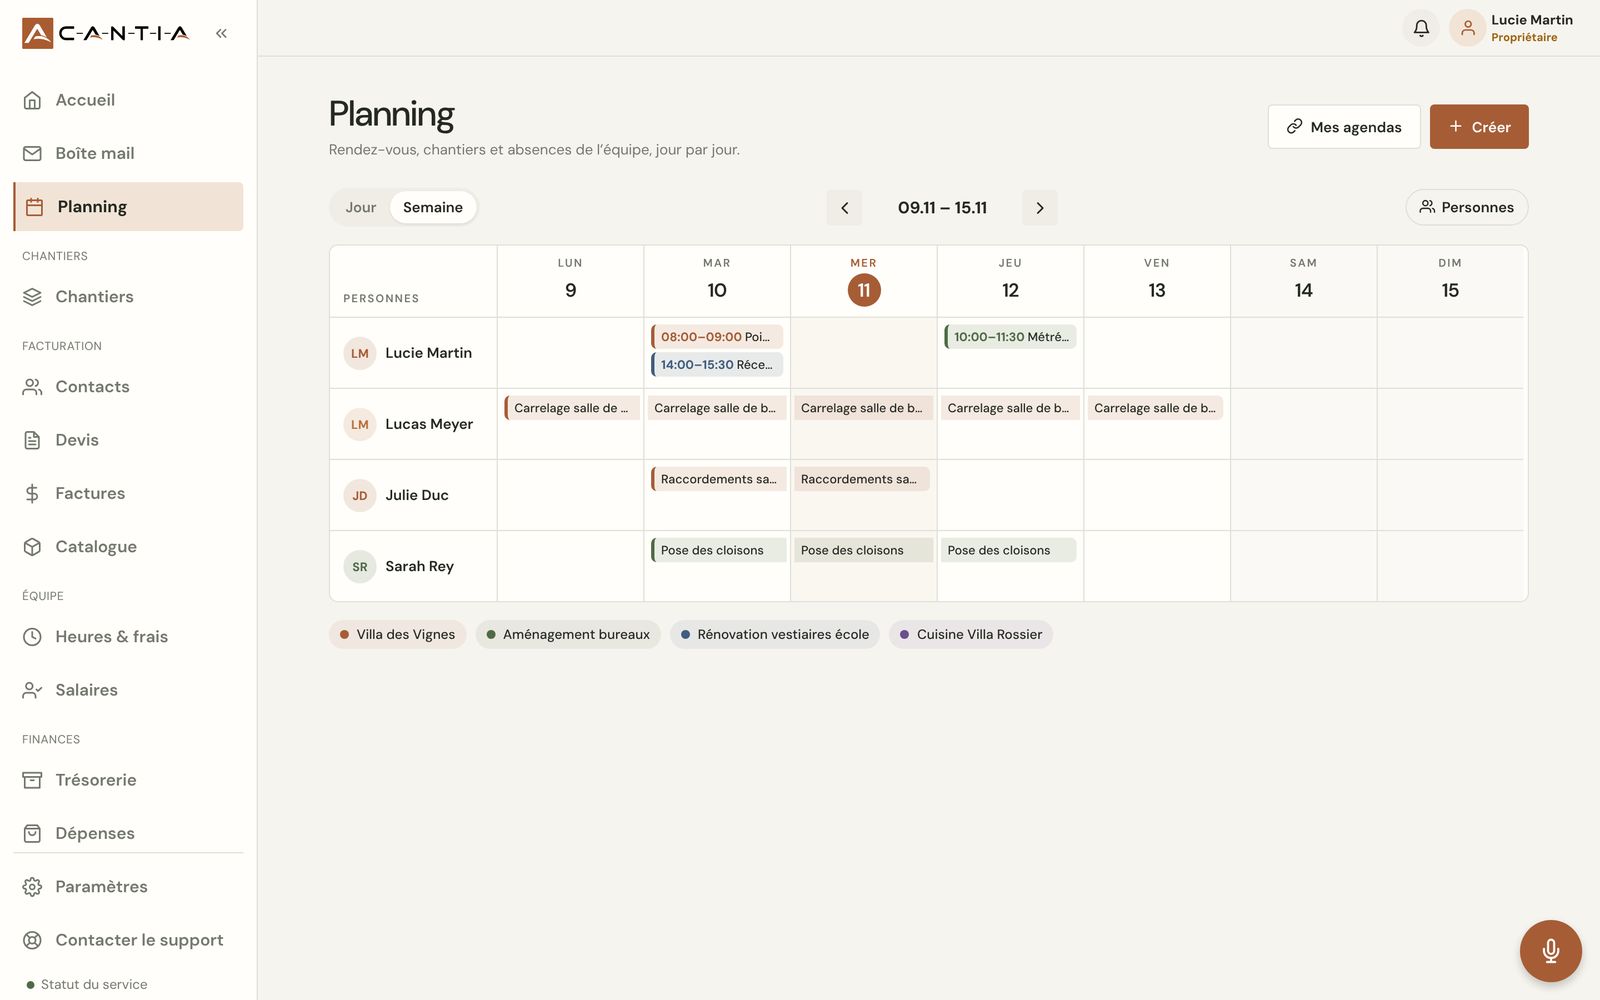 ACANTIA
Accueil
Boîte mail
Planning
CHANTIERS
Chantiers
FACTURATION
Contacts
Devis
Factures
Catalogue
ÉQUIPE
Heures & frais
Salaires
FINANCES
Trésorerie
Dépenses
Paramètres
Contacter le support
Statut du service
Lucie Martin
Propriétaire
Planning
Rendez-vous, chantiers et absences de l’équipe, jour par jour.
Mes agendas
+ Créer
Jour Semaine
09.11 – 15.11
Personnes
PERSONNES
LUN MAR MER JEU VEN SAM DIM
9 10 11 12 13 14 15
LM Lucie Martin
08:00–09:00 Poi...
10:00–11:30 Métré...
14:00–15:30 Réce...
LM Lucas Meyer
Carrelage salle de ... Carrelage salle de b... Carrelage salle de b... Carrelage salle de b... Carrelage salle de b...
JD Julie Duc
Raccordements sa... Raccordements sa...
SR Sarah Rey
Pose des cloisons Pose des cloisons Pose des cloisons
Villa des Vignes Aménagement bureaux Rénovation vestiaires école Cuisine Villa Rossier